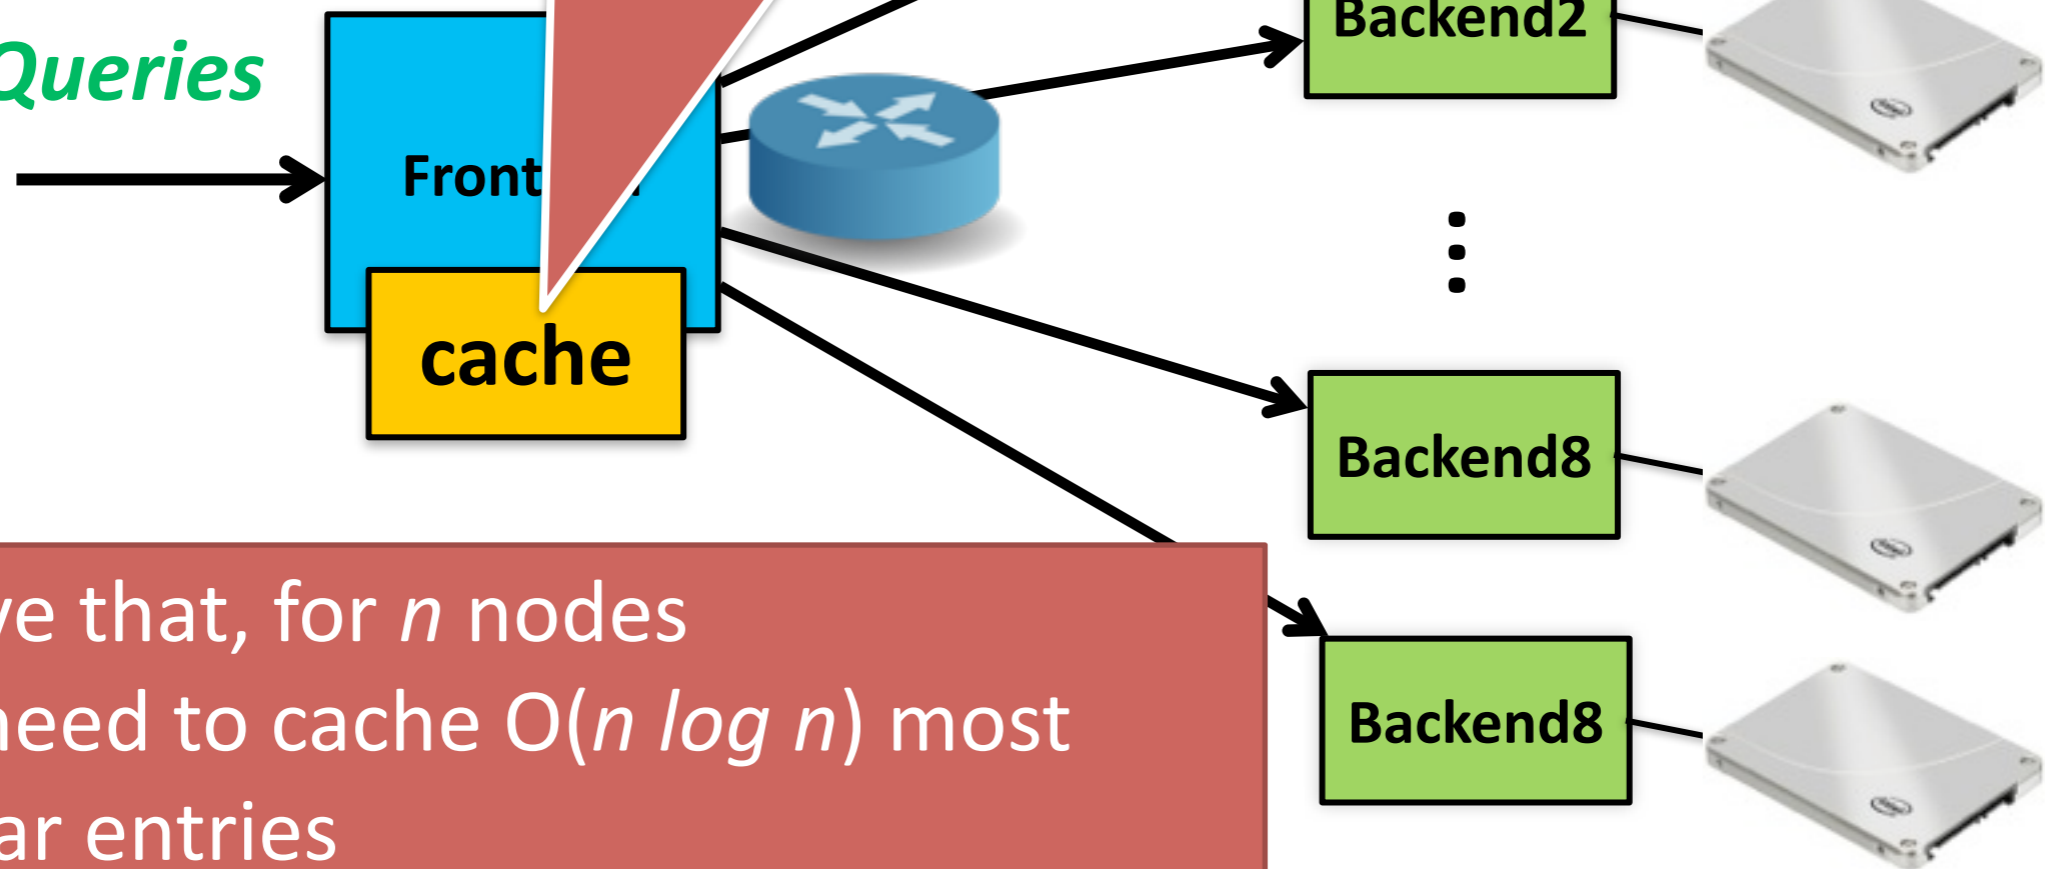 Backend2
Queries
Front
cache
Backend8
ve that, for n nodes
need to cache O(n log n) most
Backend8
ar entries